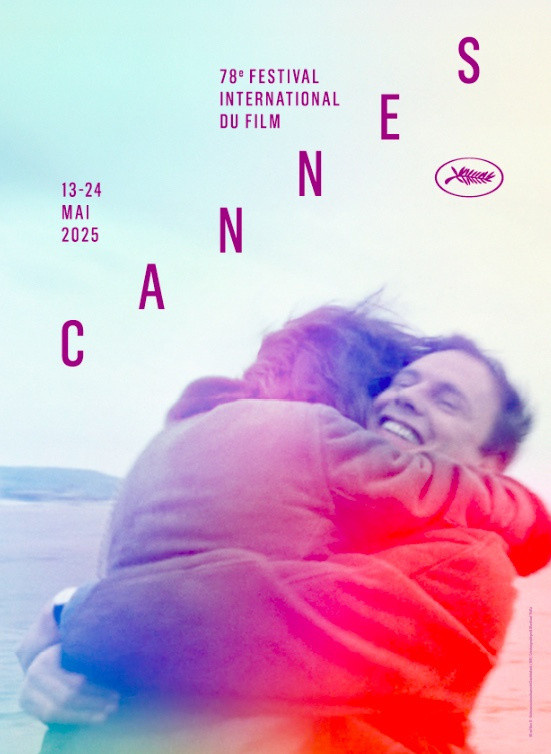 78e FESTIVAL
INTERNATIONAL
DU FILM
13-24
MAI
2025
CANNES